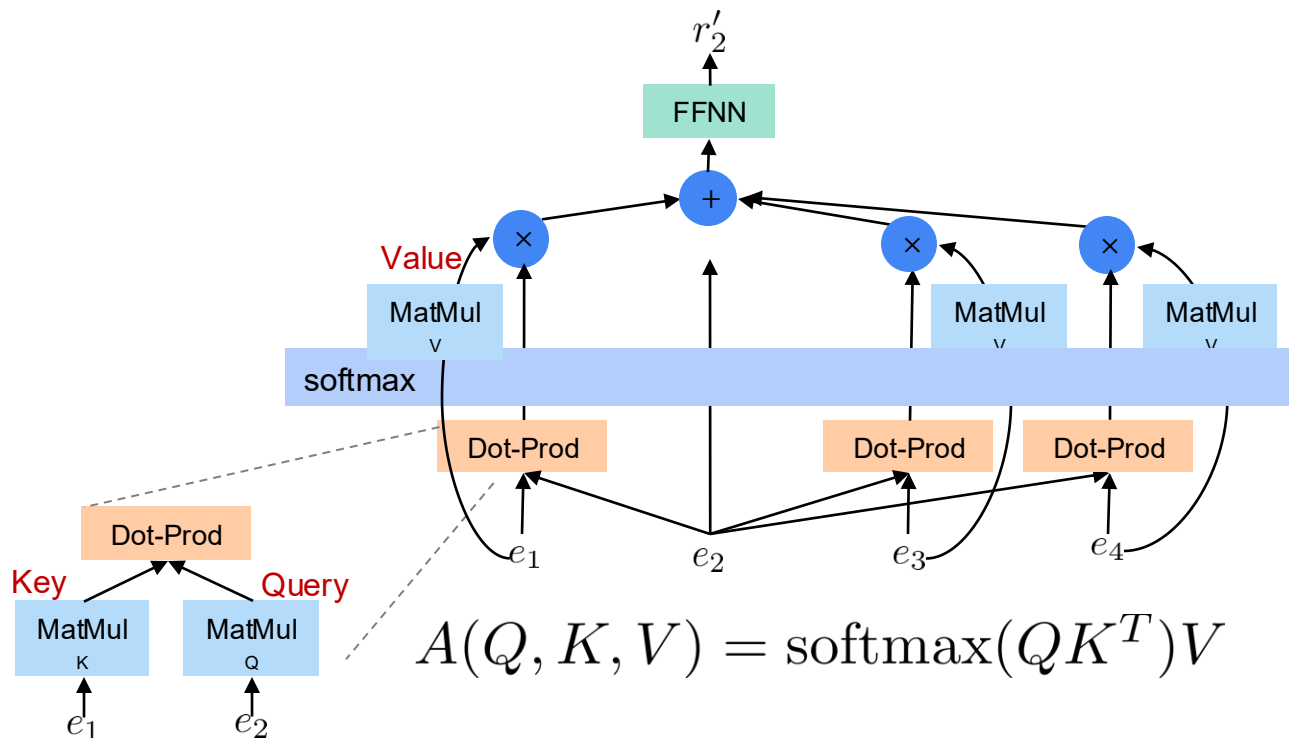 r′₂
FFNN
+
×
×
×
Value
MatMul
V
MatMul
V
MatMul
V
softmax
Dot-Prod
Dot-Prod
Dot-Prod
e₁
e₂
e₃
e₄
Dot-Prod
Key
Query
MatMul
K
MatMul
Q
e₁
e₂
A(Q, K, V) = softmax(QKᵀ)V